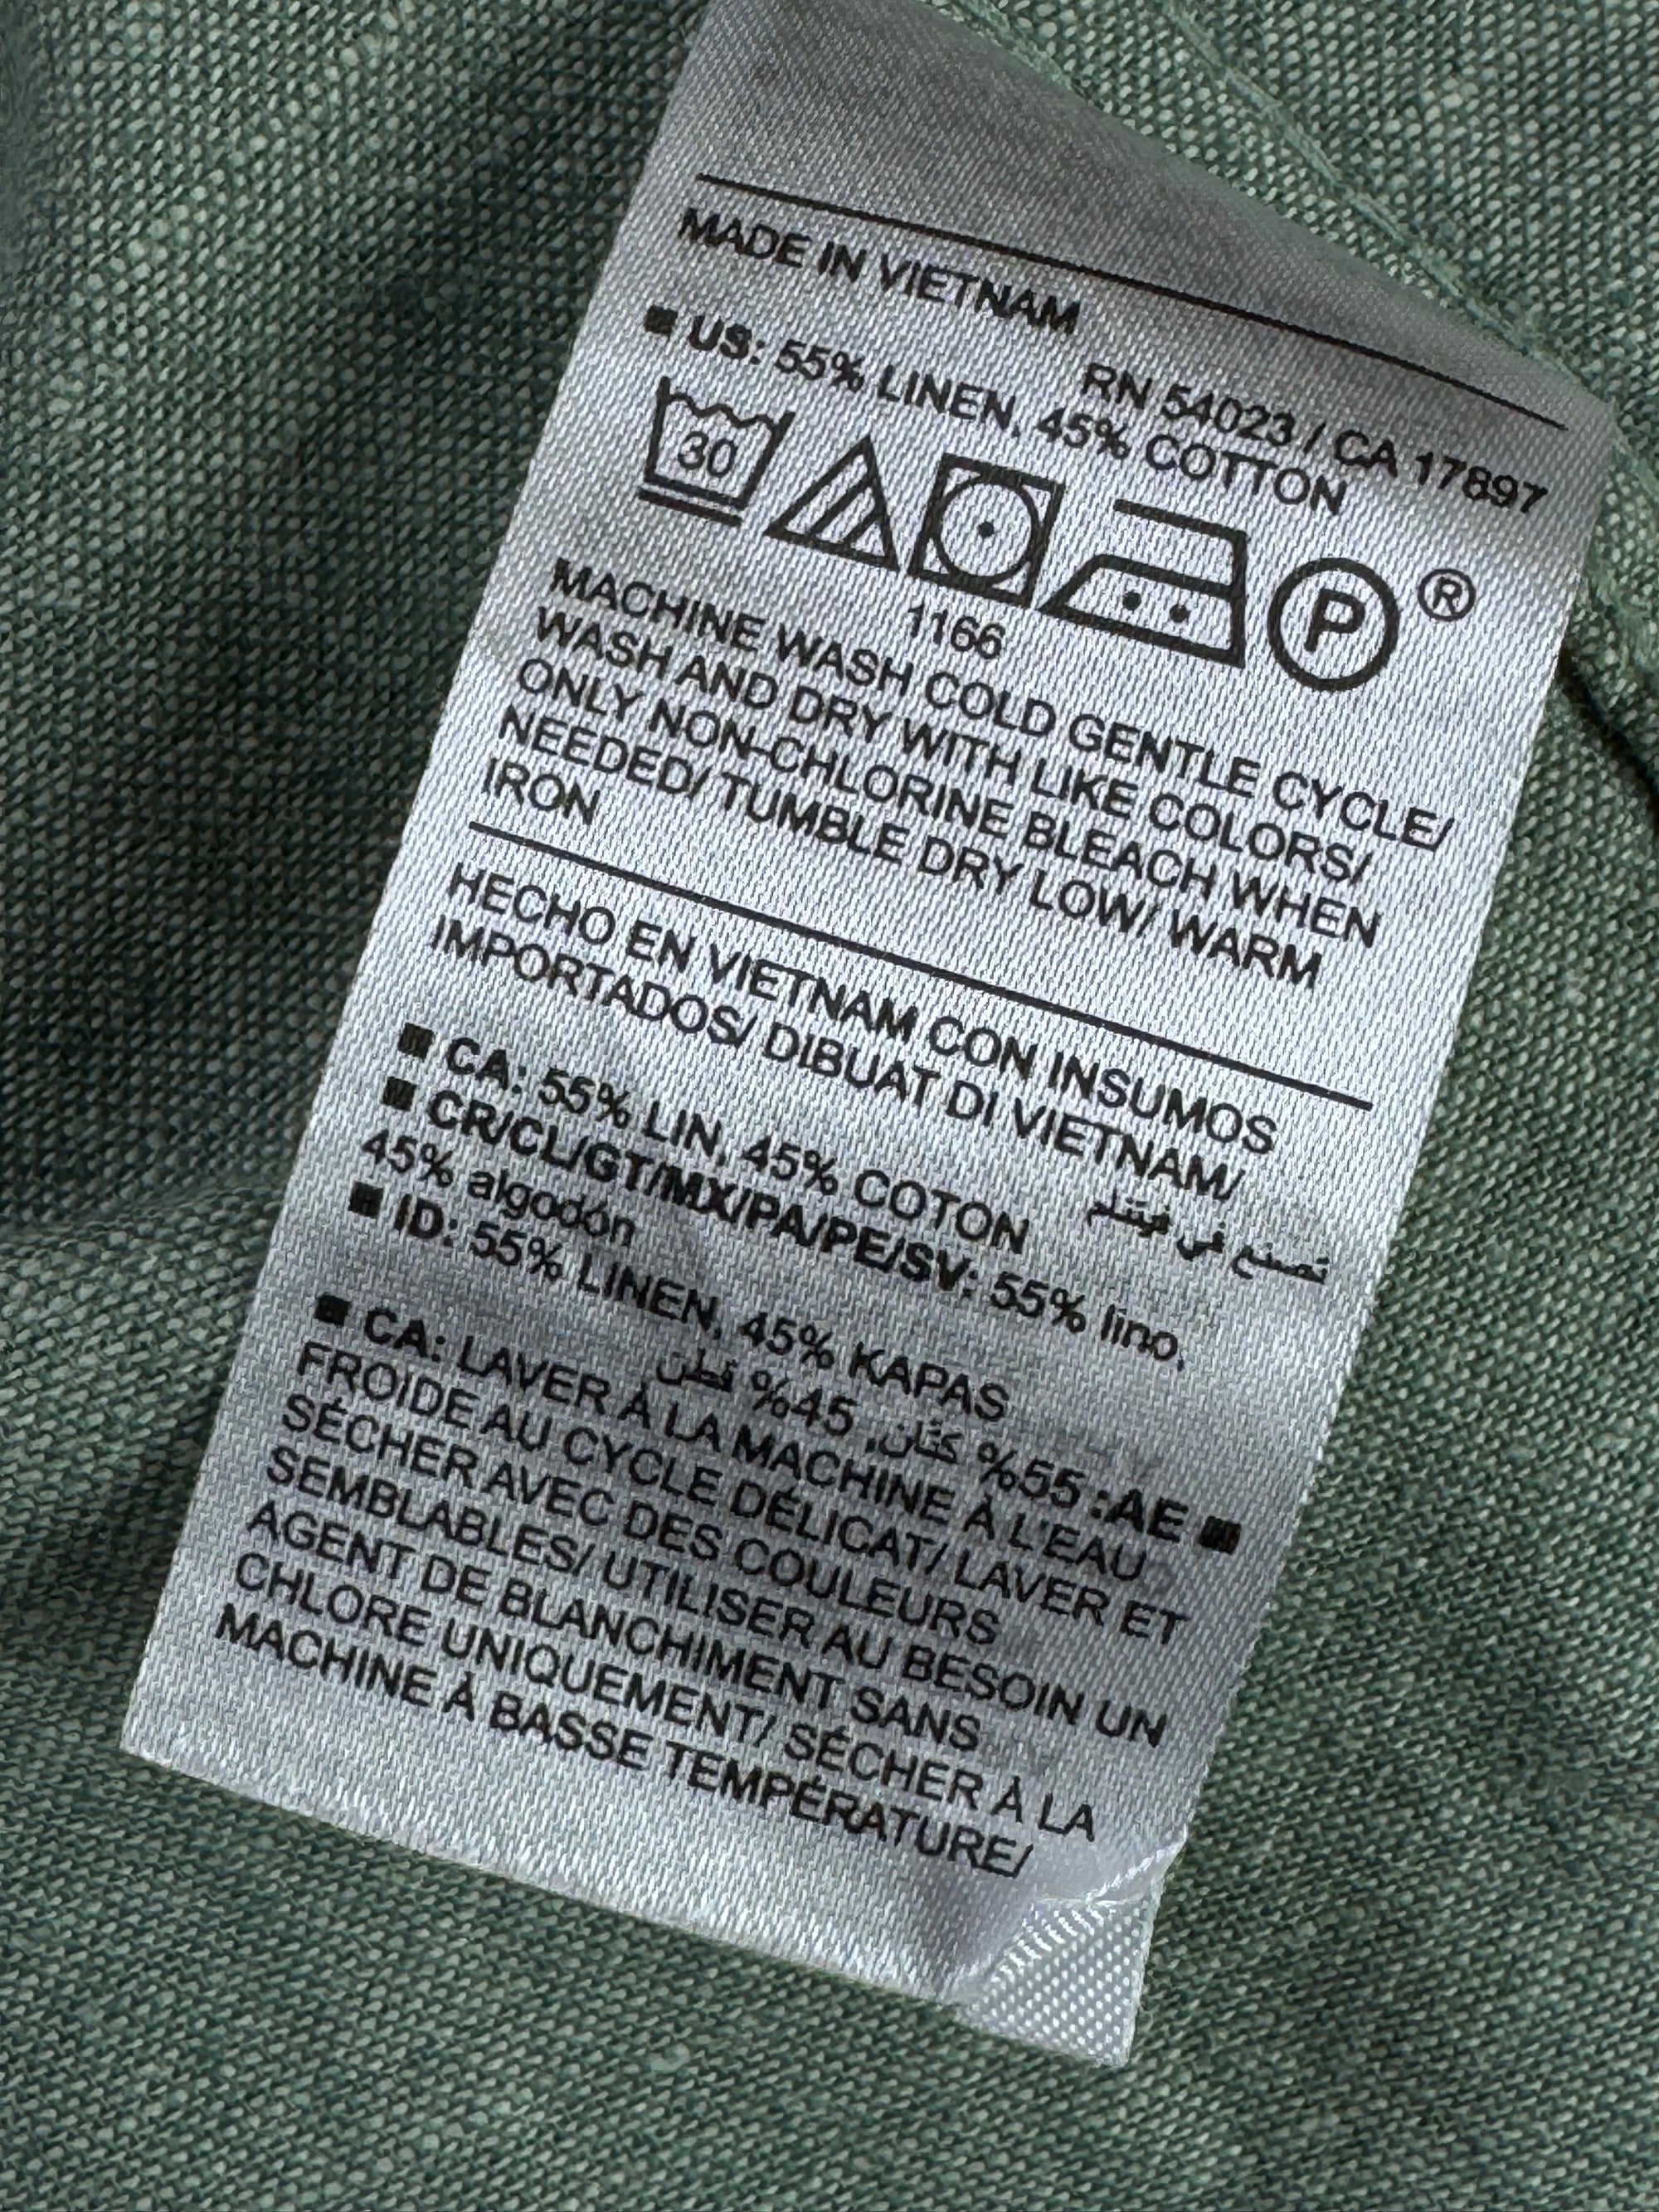 MADE IN VIETNAM
RN 54023 / CA 17897
■ US: 55% LINEN, 45% COTTON
30
P
®
1166
MACHINE WASH COLD GENTLE CYCLE/
WASH AND DRY WITH LIKE COLORS/
ONLY NON-CHLORINE BLEACH WHEN
NEEDED/ TUMBLE DRY LOW/ WARM
IRON
HECHO EN VIETNAM CON INSUMOS
IMPORTADOS/ DIBUAT DI VIETNAM/
تصنع في فيتنام
■ CA: 55% LIN, 45% COTON
■ CR/CL/GT/MX/PA/PE/SV: 55% lino,
45% algodón
■ ID: 55% LINEN, 45% KAPAS
■ AE: 55% كتّان, 45% قطن
■ CA: LAVER À LA MACHINE À L'EAU
FROIDE AU CYCLE DÉLICAT/ LAVER ET
SÉCHER AVEC DES COULEURS
SEMBLABLES/ UTILISER AU BESOIN UN
AGENT DE BLANCHIMENT SANS
CHLORE UNIQUEMENT/ SÉCHER À LA
MACHINE À BASSE TEMPÉRATURE/